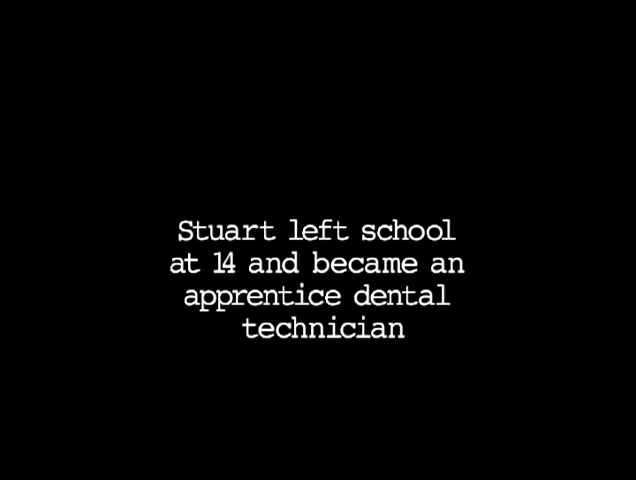 Stuart left school
at 14 and became an
apprentice dental
technician